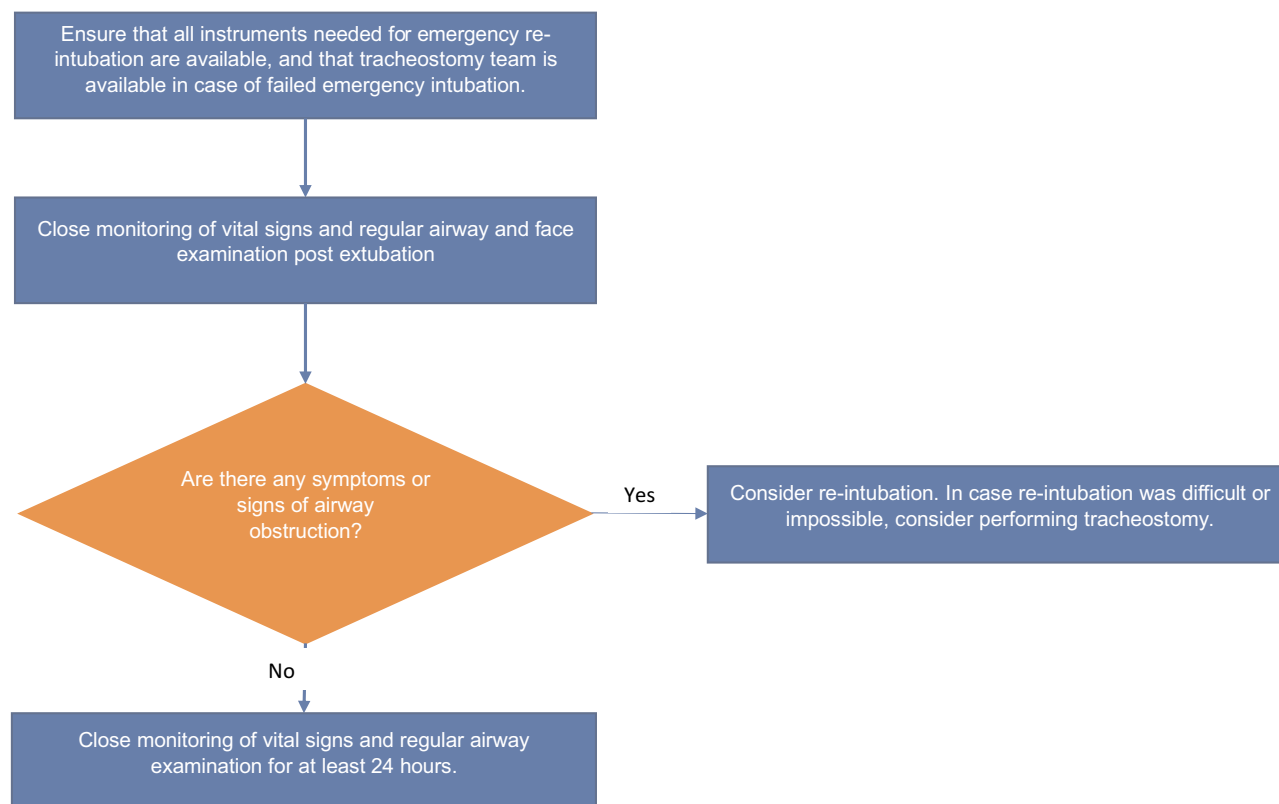 Ensure that all instruments needed for emergency re-
intubation are available, and that tracheostomy team is
available in case of failed emergency intubation.
Close monitoring of vital signs and regular airway and face
examination post extubation
Are there any symptoms or
signs of airway
obstruction?
Yes
Consider re-intubation. In case re-intubation was difficult or
impossible, consider performing tracheostomy.
No
Close monitoring of vital signs and regular airway
examination for at least 24 hours.